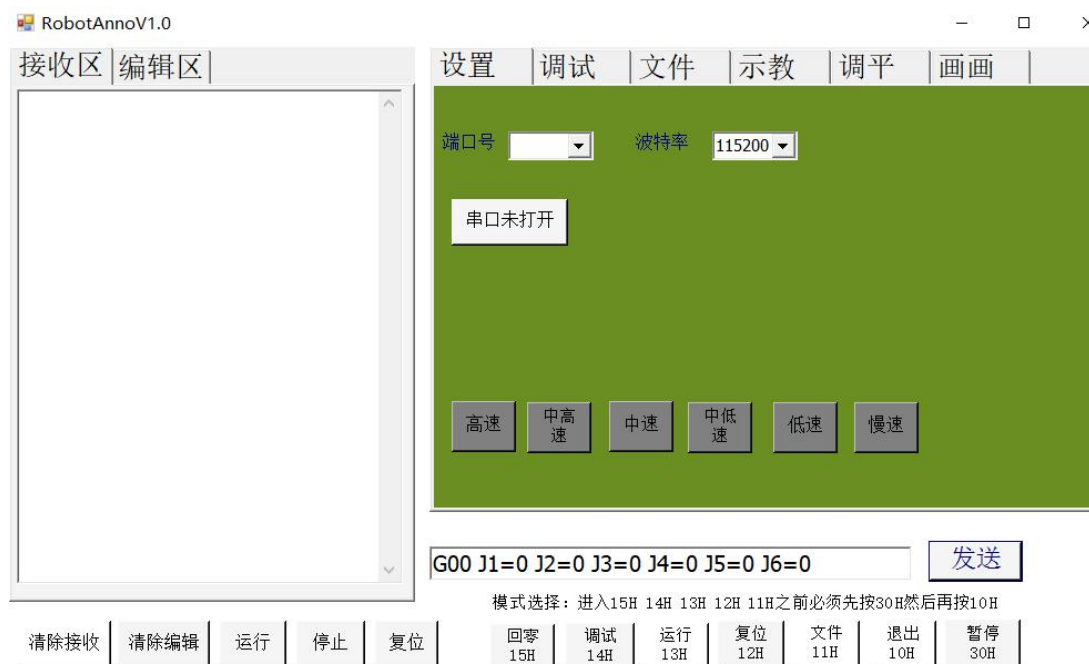 RobotAnnoV1.0
接收区 编辑区
设置 调试 文件 示教 调平 画画
端口号 波特率 115200
串口未打开
高速 中高速 中速 中低速 低速 慢速
G00 J1=0 J2=0 J3=0 J4=0 J5=0 J6=0 发送
模式选择：进入15H 14H 13H 12H 11H之前必须先按30H然后再按10H
清除接收 清除编辑 运行 停止 复位 回零 15H 调试 14H 运行 13H 复位 12H 文件 11H 退出 10H 暂停 30H